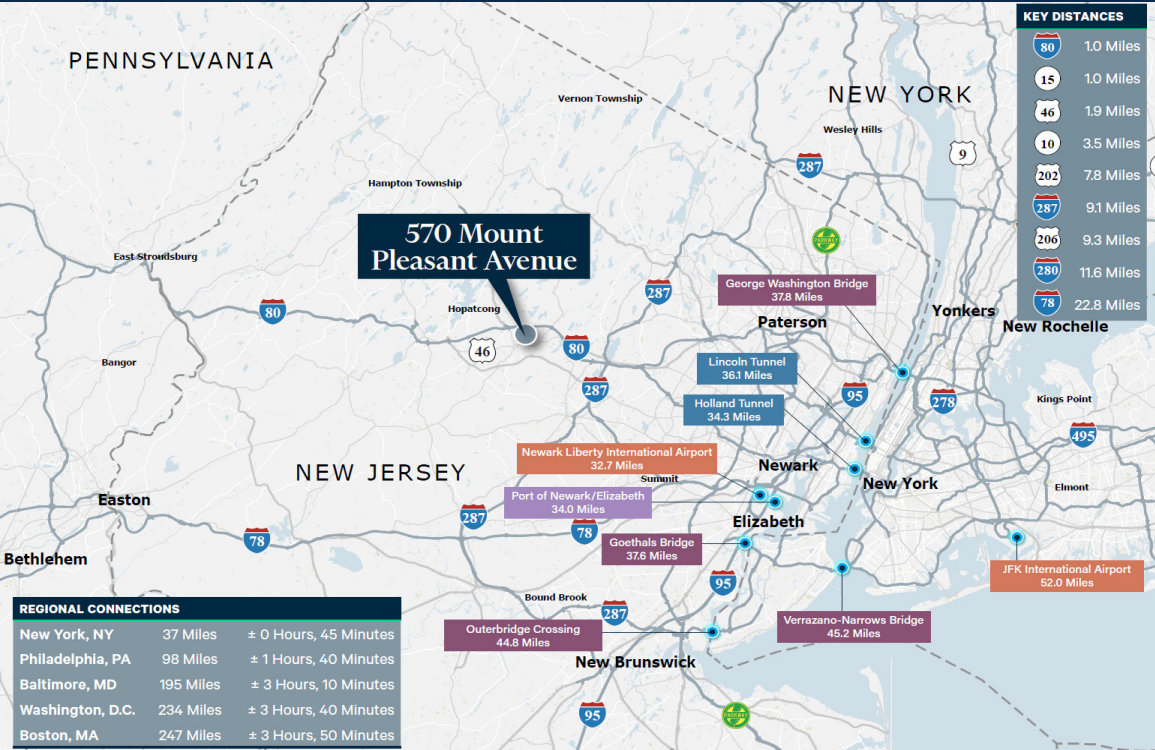 PENNSYLVANIA
NEW YORK
Vernon Township
Wesley Hills
9
287
Hampton Township
570 Mount
Pleasant Avenue
PARKWAY
East Stroudsburg
George Washington Bridge
37.8 Miles
287
Hopatcong
80
Paterson
Yonkers
New Rochelle
46
80
Bangor
Lincoln Tunnel
36.1 Miles
287
95
278
Kings Point
Holland Tunnel
34.3 Miles
495
Newark Liberty International Airport
32.7 Miles
NEW JERSEY
Newark
Summit
New York
Elmont
Easton
Port of Newark/Elizabeth
34.0 Miles
287
Elizabeth
78
78
Goethals Bridge
37.6 Miles
Bethlehem
JFK International Airport
52.0 Miles
95
Bound Brook
287
Verrazano-Narrows Bridge
45.2 Miles
Outerbridge Crossing
44.8 Miles
New Brunswick
95
PARKWAY
KEY DISTANCES
80 1.0 Miles
15 1.0 Miles
46 1.9 Miles
10 3.5 Miles
202 7.8 Miles
287 9.1 Miles
206 9.3 Miles
280 11.6 Miles
78 22.8 Miles
REGIONAL CONNECTIONS
New York, NY 37 Miles ± 0 Hours, 45 Minutes
Philadelphia, PA 98 Miles ± 1 Hours, 40 Minutes
Baltimore, MD 195 Miles ± 3 Hours, 10 Minutes
Washington, D.C. 234 Miles ± 3 Hours, 40 Minutes
Boston, MA 247 Miles ± 3 Hours, 50 Minutes